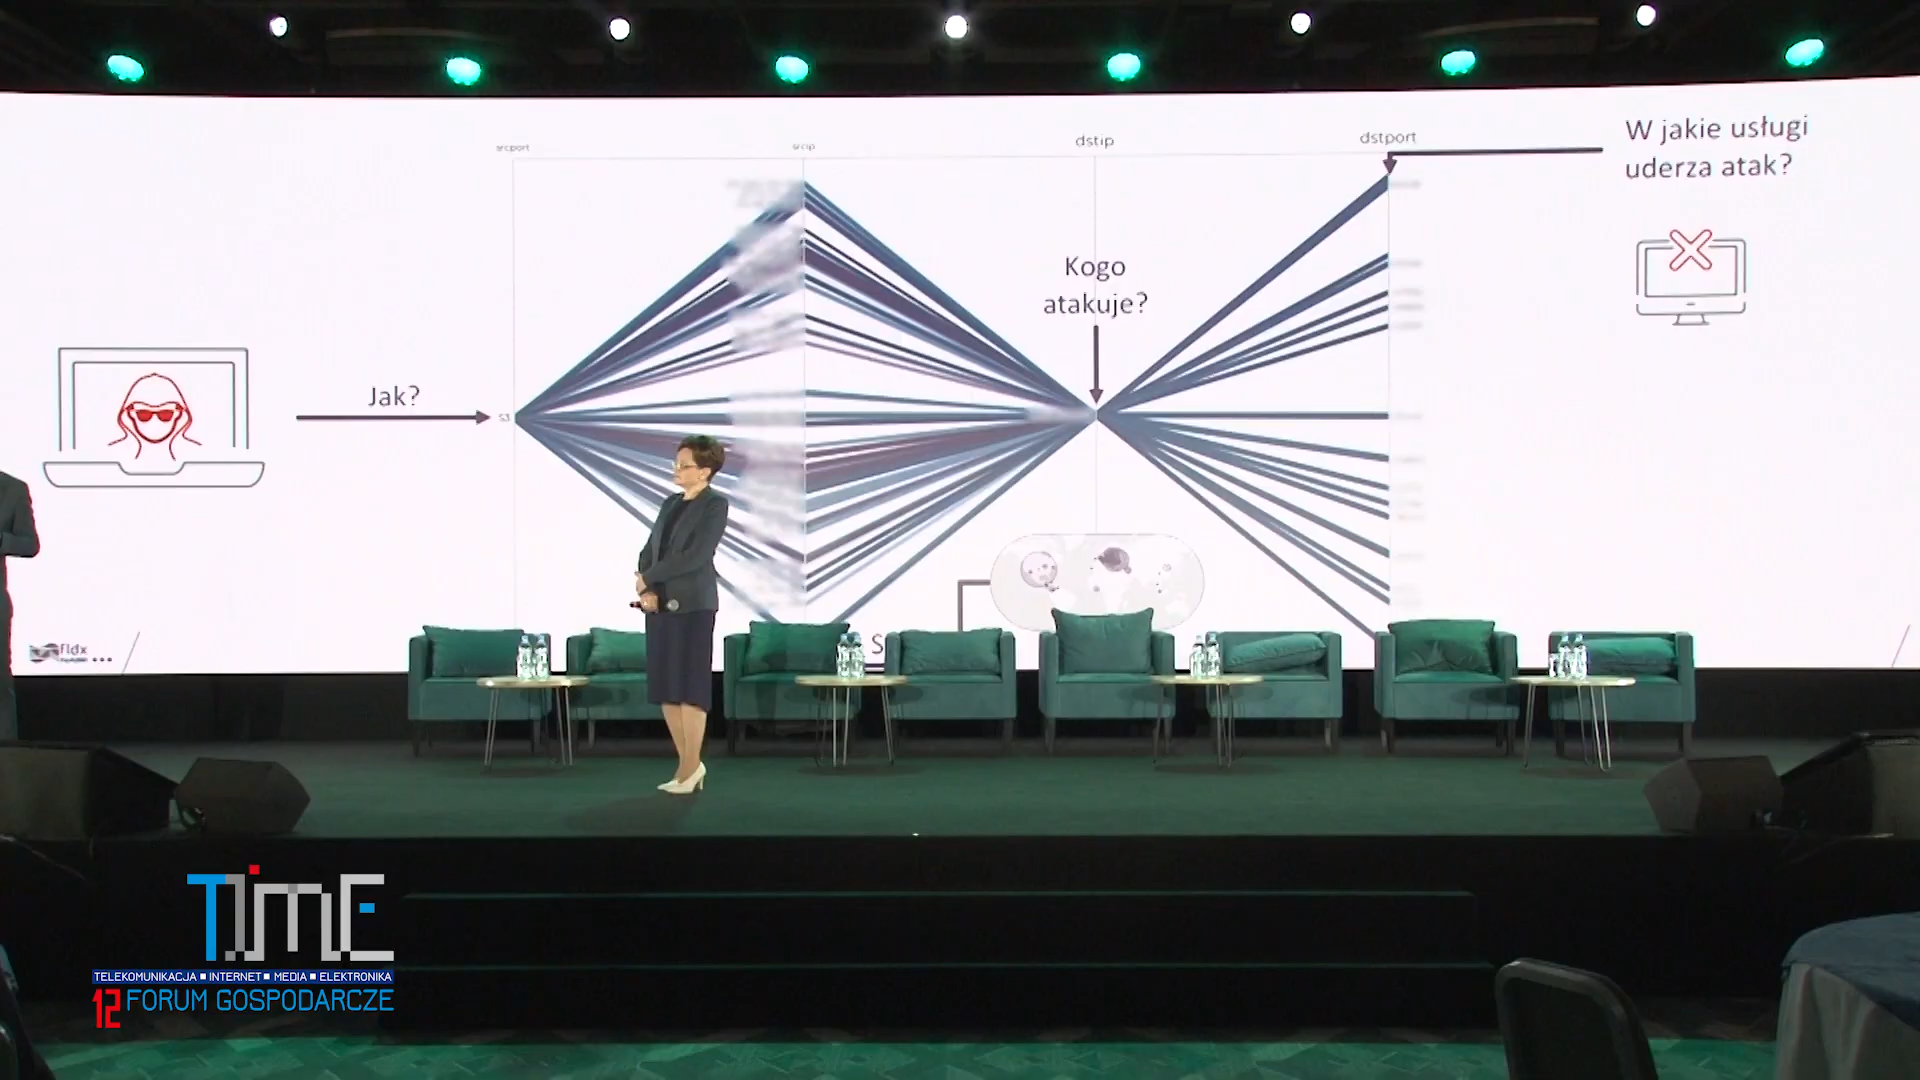 srcport
srcip
dstip
dstport
W jakie usługi
uderza atak?
Kogo
atakuje?
Jak?
53
fldx
S
TIME
TELEKOMUNIKACJA ■ INTERNET ■ MEDIA ■ ELEKTRONIKA
12 FORUM GOSPODARCZE